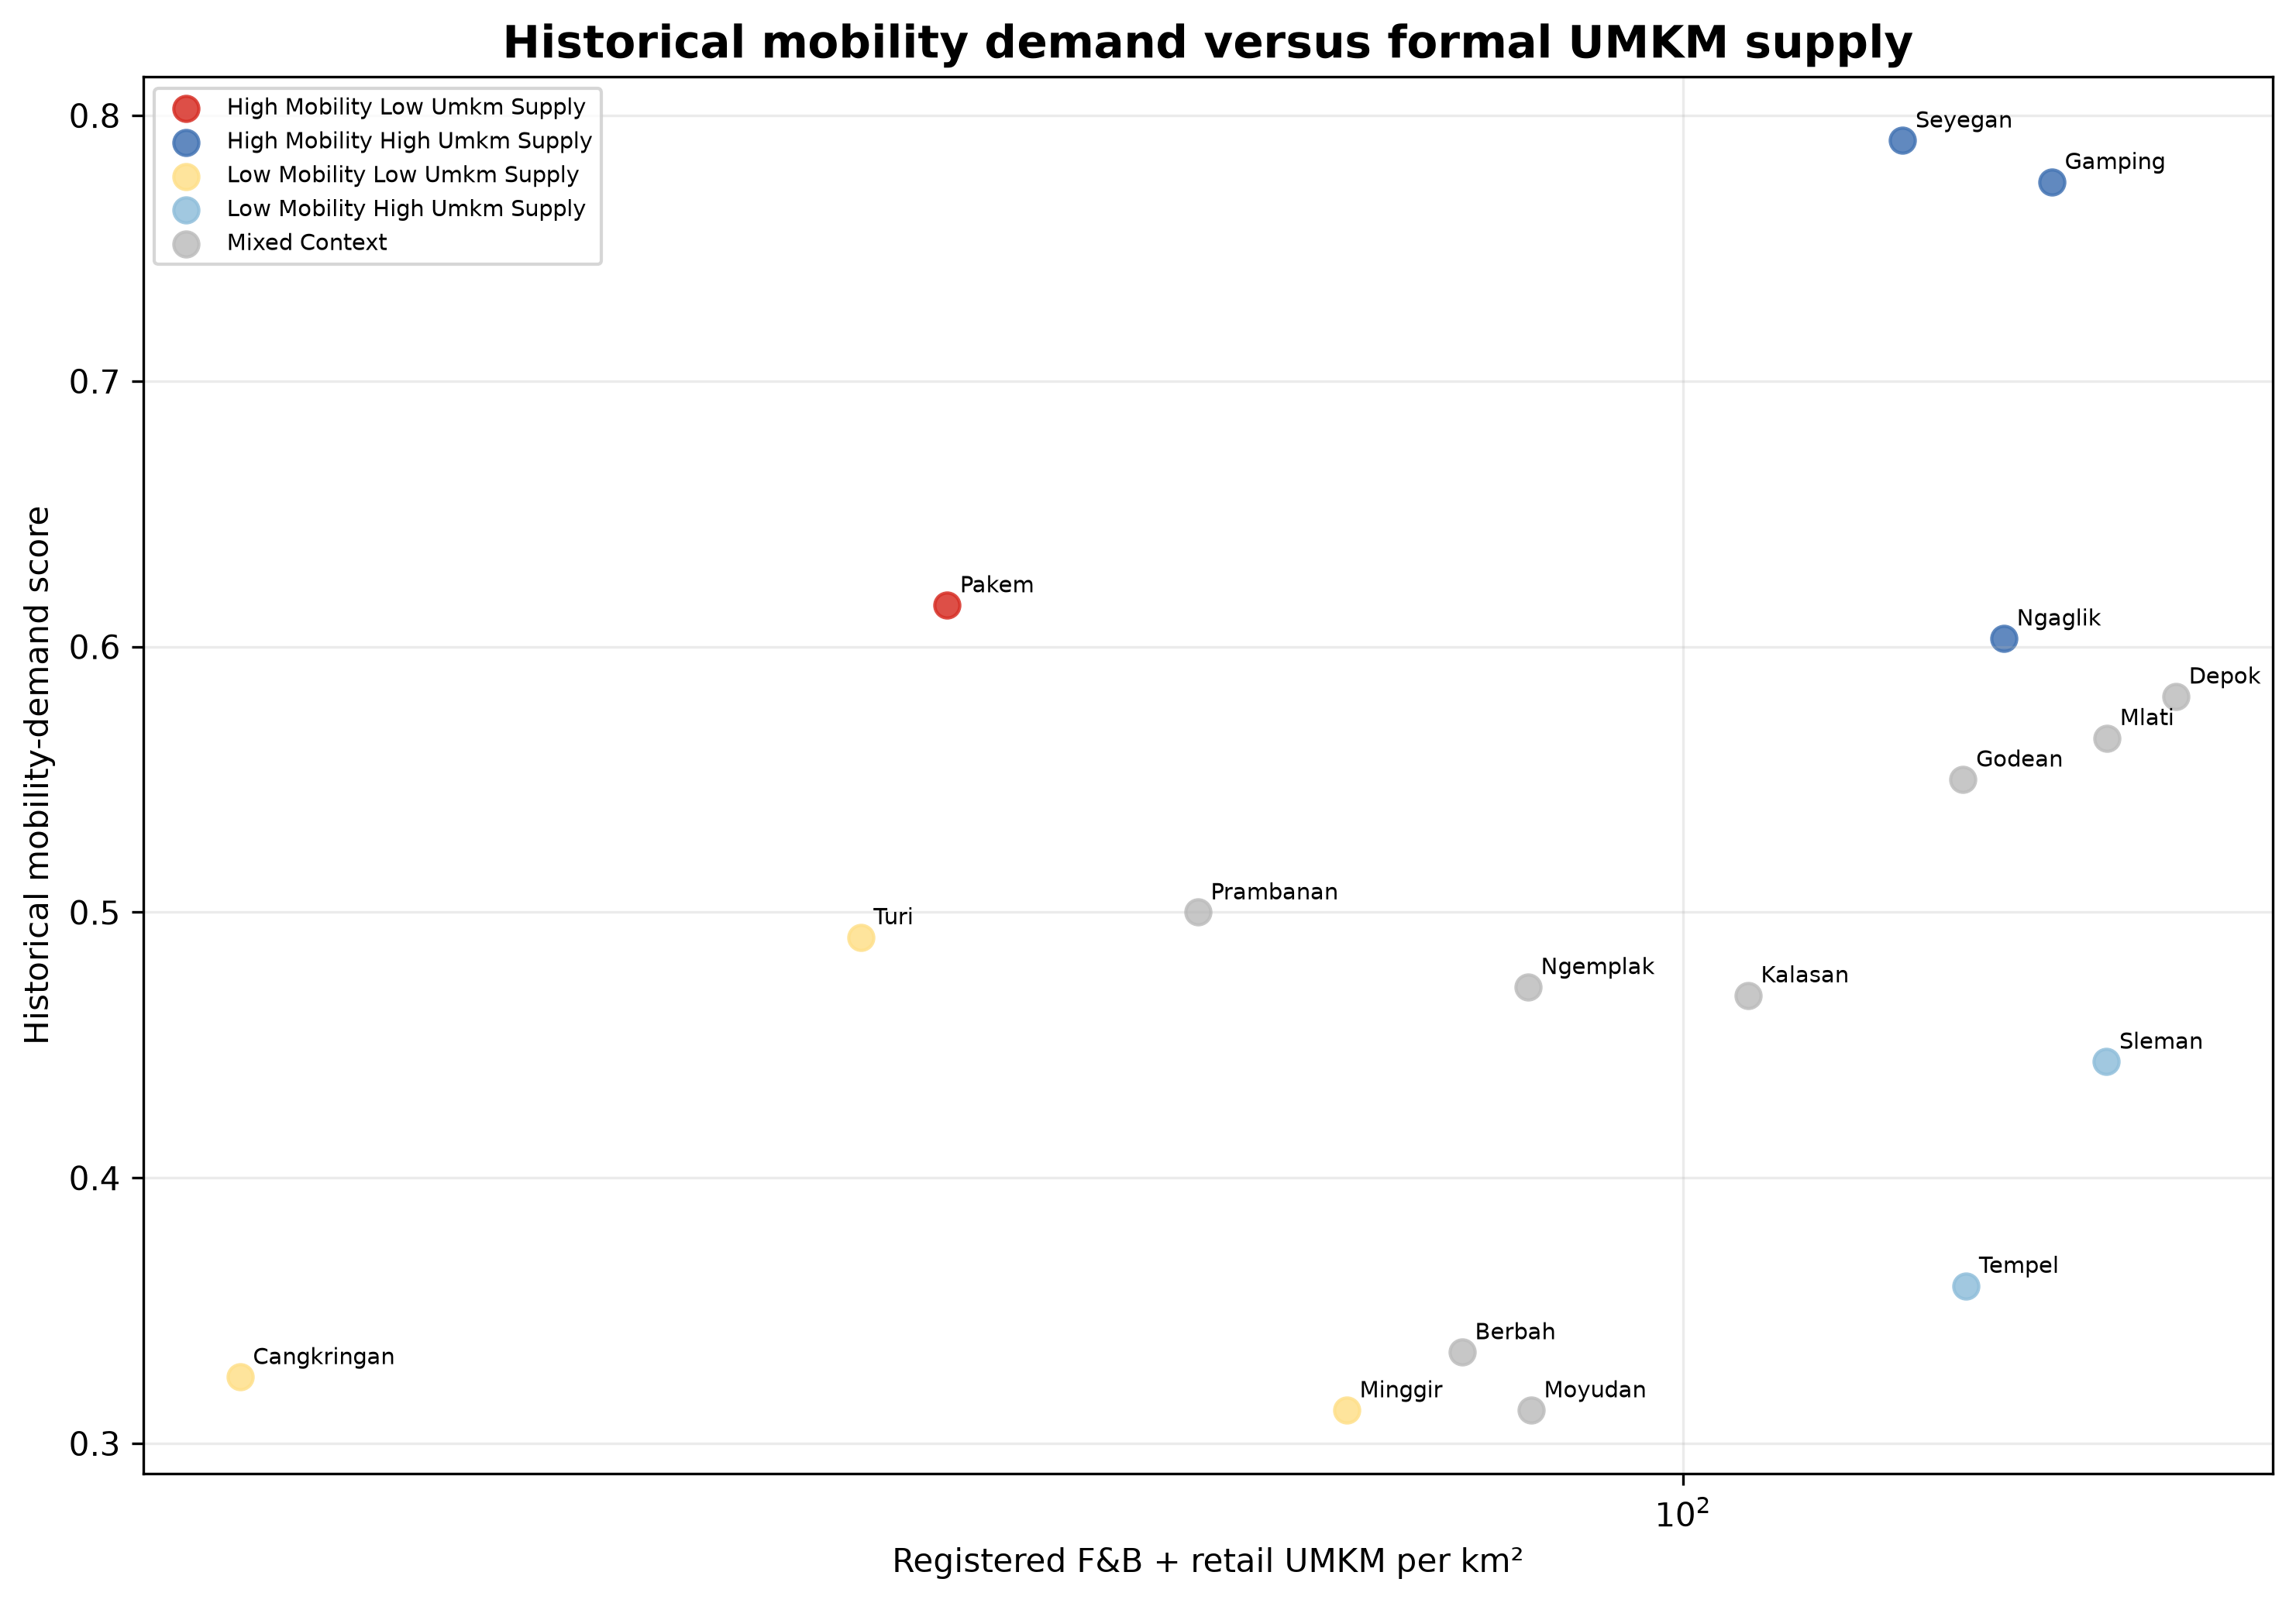 Historical mobility demand versus formal UMKM supply
High Mobility Low Umkm Supply
High Mobility High Umkm Supply
Low Mobility Low Umkm Supply
Low Mobility High Umkm Supply
Mixed Context
Historical mobility-demand score
0.8
0.7
0.6
0.5
0.4
0.3
Seyegan
Gamping
Pakem
Ngaglik
Depok
Mlati
Godean
Prambanan
Turi
Ngemplak
Kalasan
Sleman
Tempel
Berbah
Cangkringan
Minggir
Moyudan
10²
Registered F&B + retail UMKM per km²